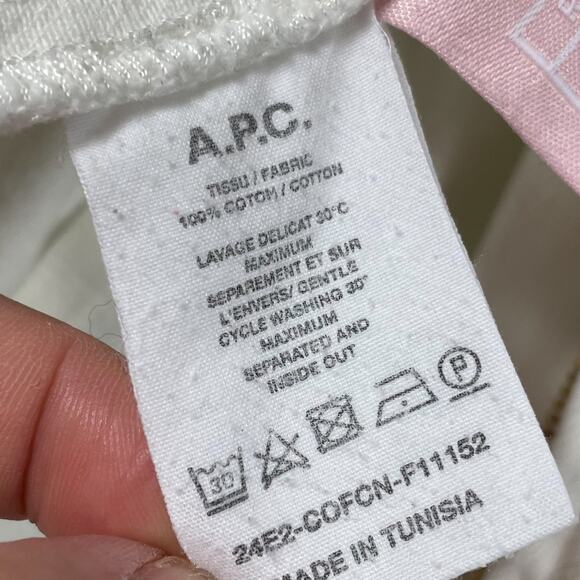 A.P.C.
TISSU / FABRIC
100% COTON / COTTON
LAVAGE DELICAT 30°C
MAXIMUM
SEPAREMENT ET SUR
L'ENVERS/ GENTLE
CYCLE WASHING 30°
MAXIMUM
SEPARATED AND
INSIDE OUT
30
P
24E2-COFCN-F11152
MADE IN TUNISIA